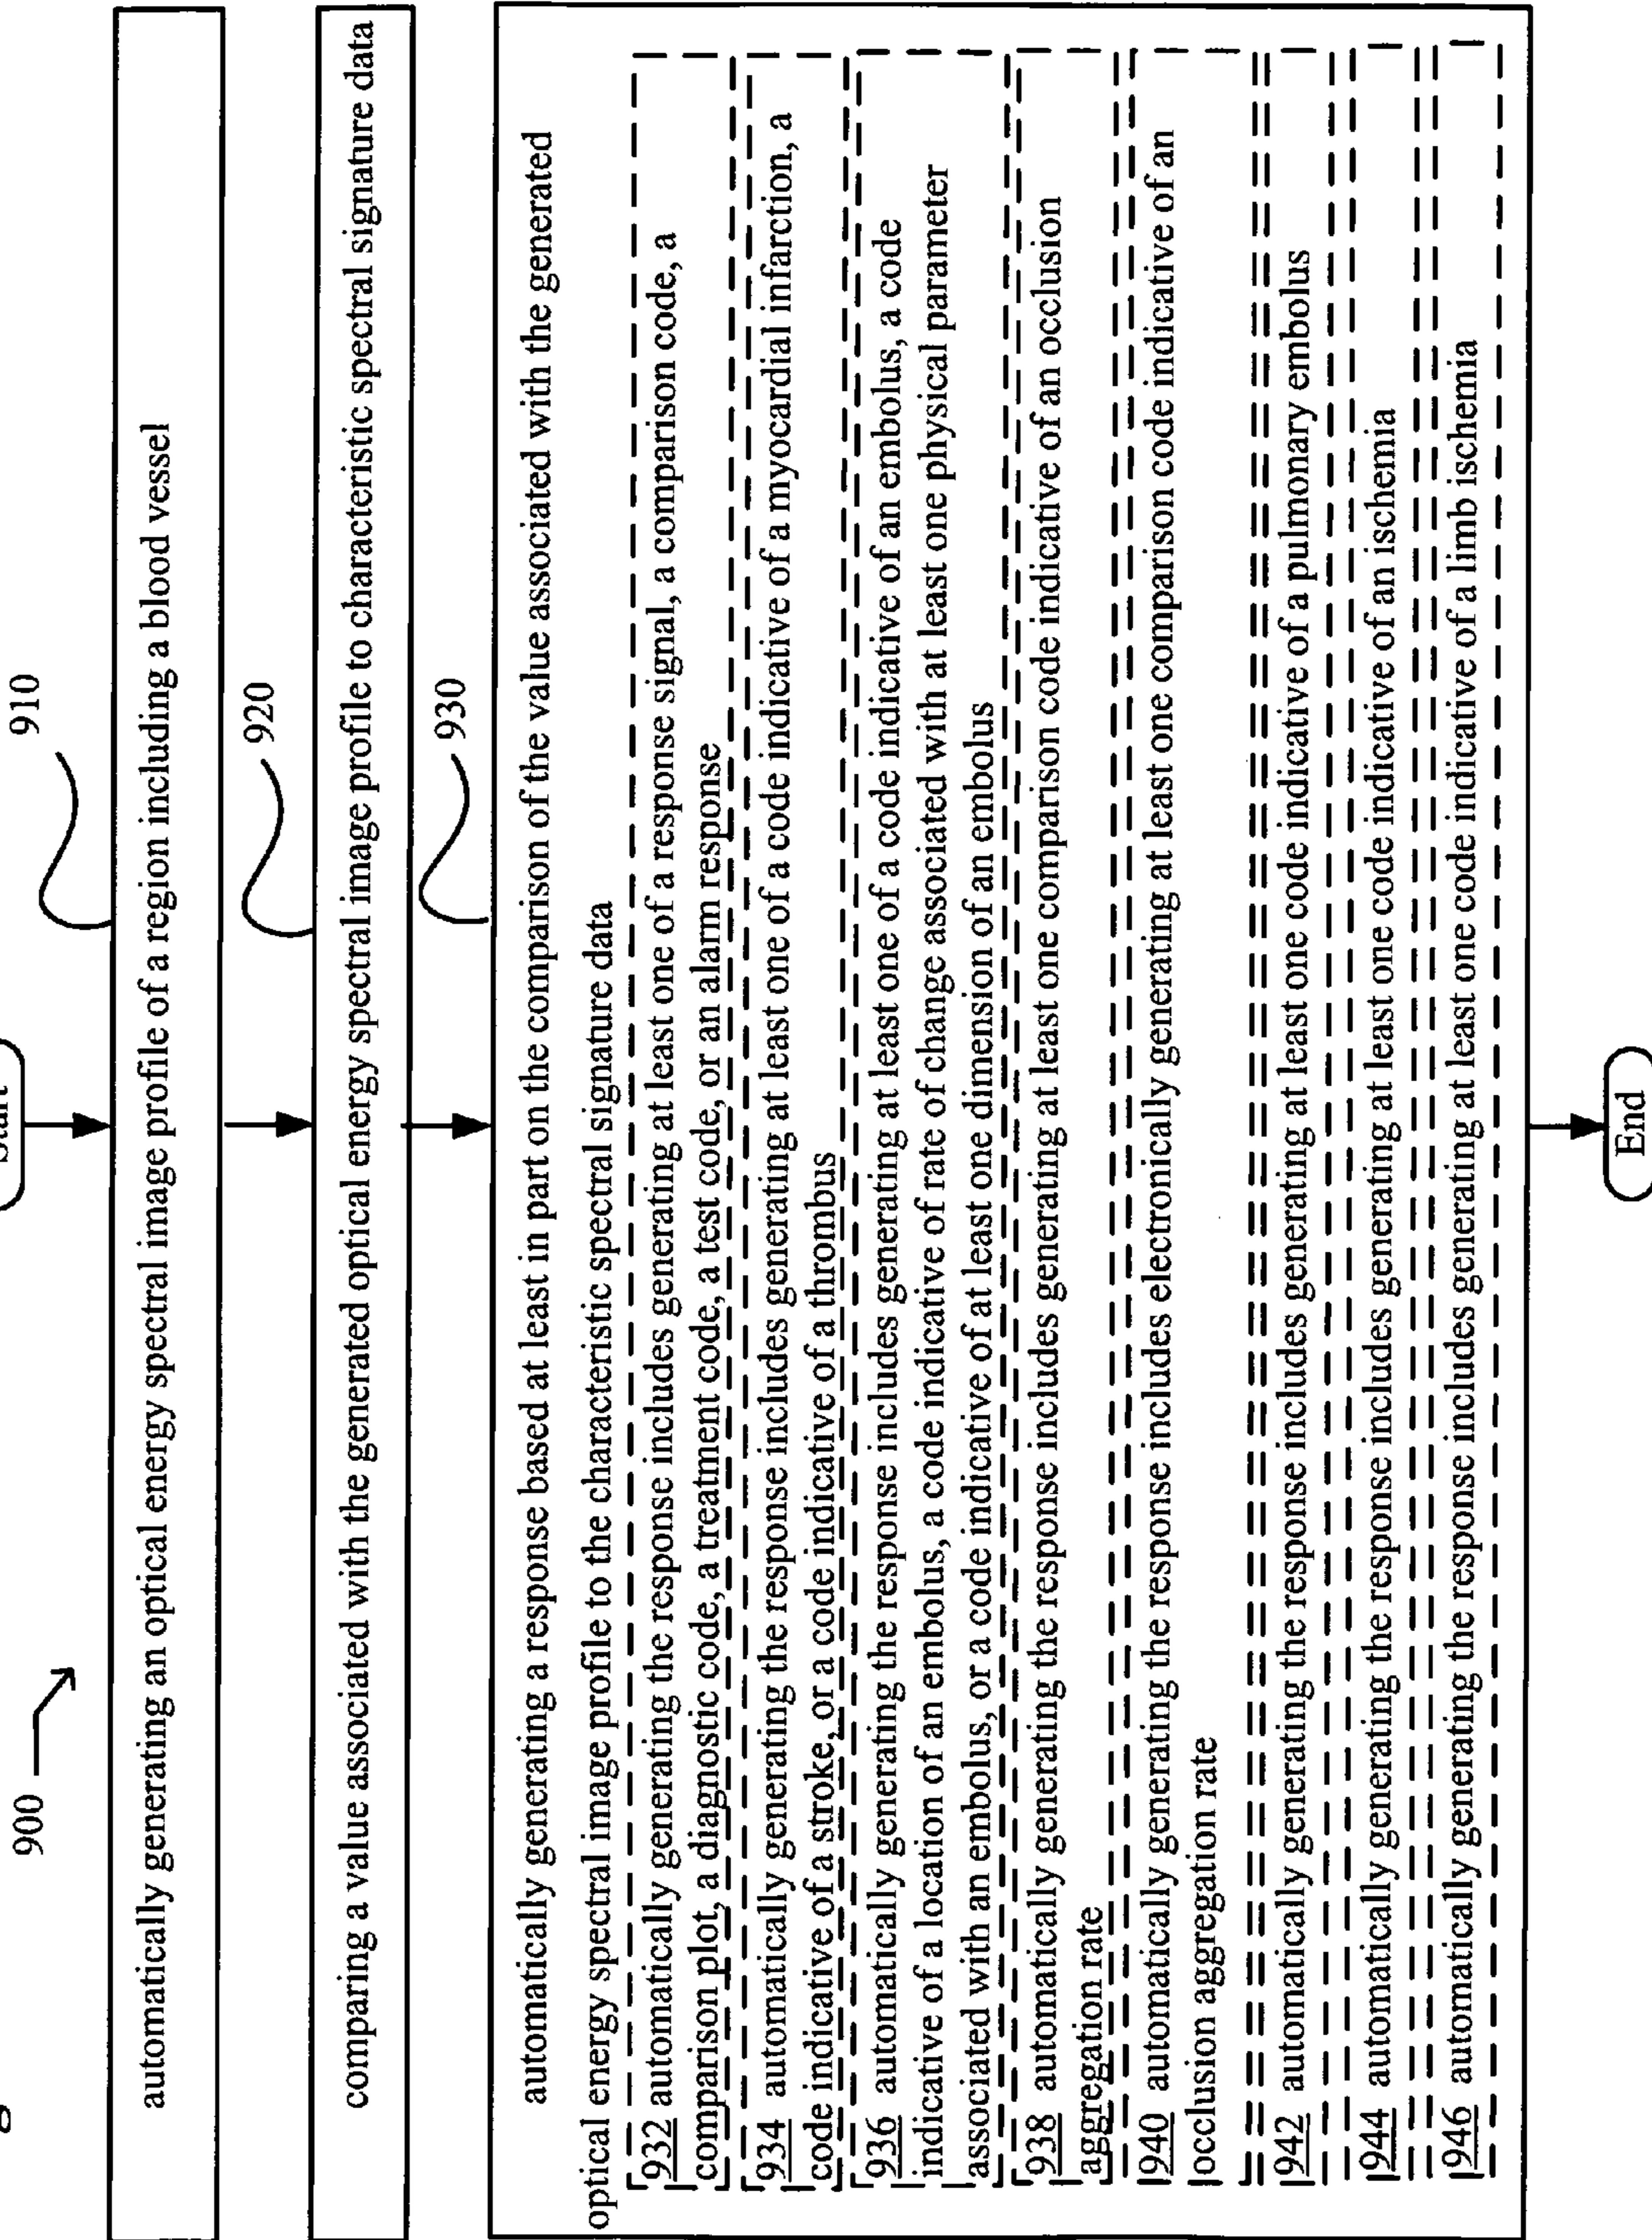 900
Start
910
automatically generating an optical energy spectral image profile of a region including a blood vessel
920
comparing a value associated with the generated optical energy spectral image profile to characteristic spectral signature data
930
automatically generating a response based at least in part on the comparison of the value associated with the generated
optical energy spectral image profile to the characteristic spectral signature data
932 automatically generating the response includes generating at least one of a response signal, a comparison code, a
comparison plot, a diagnostic code, a treatment code, a test code, or an alarm response
934 automatically generating the response includes generating at least one of a code indicative of a myocardial infarction, a
code indicative of a stroke, or a code indicative of a thrombus
936 automatically generating the response includes generating at least one of a code indicative of an embolus, a code
indicative of a location of an embolus, a code indicative of rate of change associated with at least one physical parameter
associated with an embolus, or a code indicative of at least one dimension of an embolus
938 automatically generating the response includes generating at least one comparison code indicative of an occlusion
aggregation rate
940 automatically generating the response includes electronically generating at least one comparison code indicative of an
occlusion aggregation rate
942 automatically generating the response includes generating at least one code indicative of a pulmonary embolus
944 automatically generating the response includes generating at least one code indicative of an ischemia
946 automatically generating the response includes generating at least one code indicative of a limb ischemia
End